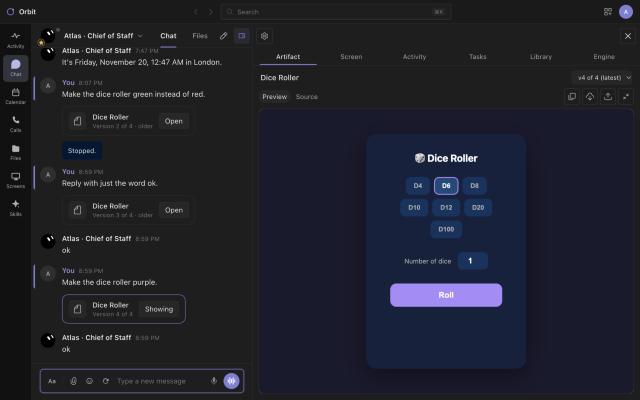 Orbit
Search
⌘K
A
Activity
Chat
Calendar
Calls
Files
Screens
Skills
Atlas · Chief of Staff
Chat
Files
Atlas · Chief of Staff 7:47 PM
It's Friday, November 20, 12:47 AM in London.
A
You 8:07 PM
Make the dice roller green instead of red.
Dice Roller
Version 2 of 4 · older
Open
Stopped.
A
You 8:59 PM
Reply with just the word ok.
Dice Roller
Version 3 of 4 · older
Open
Atlas · Chief of Staff 8:59 PM
ok
A
You 8:59 PM
Make the dice roller purple.
Dice Roller
Version 4 of 4
Showing
Atlas · Chief of Staff 8:59 PM
ok
Aa
Type a new message
Artifact
Screen
Activity
Tasks
Library
Engine
Dice Roller
v4 of 4 (latest)
Preview
Source
Dice Roller
D4
D6
D8
D10
D12
D20
D100
Number of dice
1
Roll